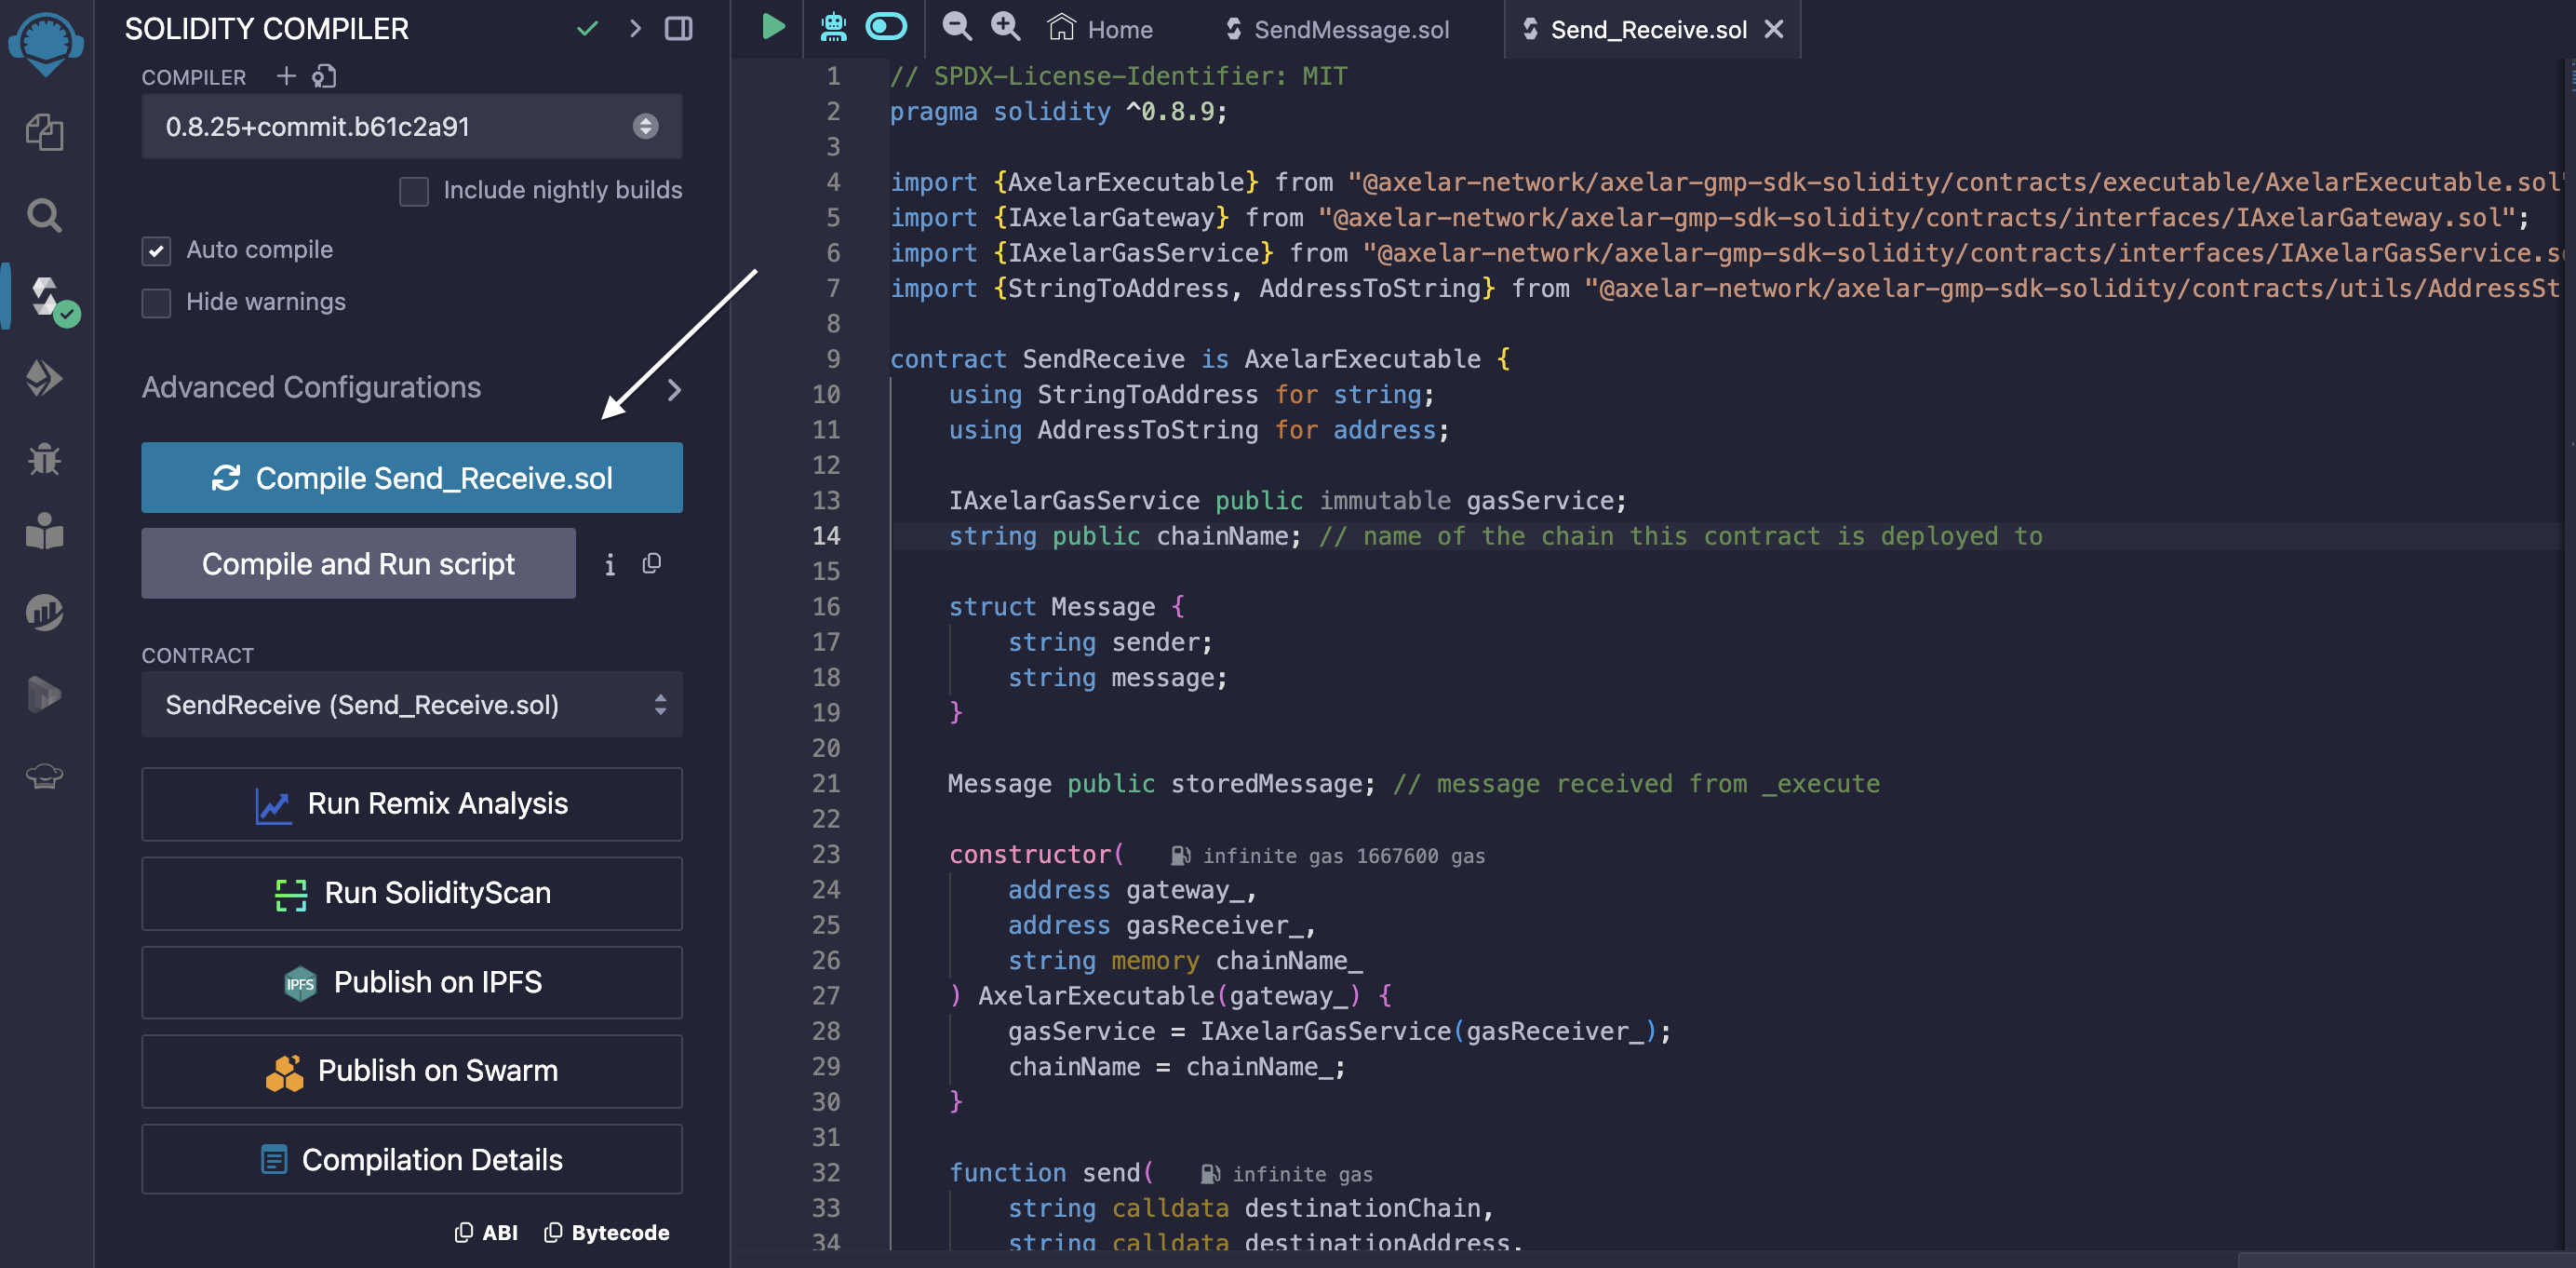 SOLIDITY COMPILER
COMPILER
0.8.25+commit.b61c2a91
Include nightly builds
Auto compile
Hide warnings
Advanced Configurations
Compile Send_Receive.sol
Compile and Run script
CONTRACT
SendReceive (Send_Receive.sol)
Run Remix Analysis
Run SolidityScan
IPFS Publish on IPFS
Publish on Swarm
Compilation Details
ABI Bytecode
Home SendMessage.sol Send_Receive.sol
1 // SPDX-License-Identifier: MIT
2 pragma solidity ^0.8.9;
3
4 import {AxelarExecutable} from "@axelar-network/axelar-gmp-sdk-solidity/contracts/executable/AxelarExecutable.sol"
5 import {IAxelarGateway} from "@axelar-network/axelar-gmp-sdk-solidity/contracts/interfaces/IAxelarGateway.sol";
6 import {IAxelarGasService} from "@axelar-network/axelar-gmp-sdk-solidity/contracts/interfaces/IAxelarGasService.so
7 import {StringToAddress, AddressToString} from "@axelar-network/axelar-gmp-sdk-solidity/contracts/utils/AddressSt
8
9 contract SendReceive is AxelarExecutable {
10 using StringToAddress for string;
11 using AddressToString for address;
12
13 IAxelarGasService public immutable gasService;
14 string public chainName; // name of the chain this contract is deployed to
15
16 struct Message {
17 string sender;
18 string message;
19 }
20
21 Message public storedMessage; // message received from _execute
22
23 constructor( infinite gas 1667600 gas
24 address gateway_,
25 address gasReceiver_,
26 string memory chainName_
27 ) AxelarExecutable(gateway_) {
28 gasService = IAxelarGasService(gasReceiver_);
29 chainName = chainName_;
30 }
31
32 function send( infinite gas
33 string calldata destinationChain,
34 string calldata destinationAddress,